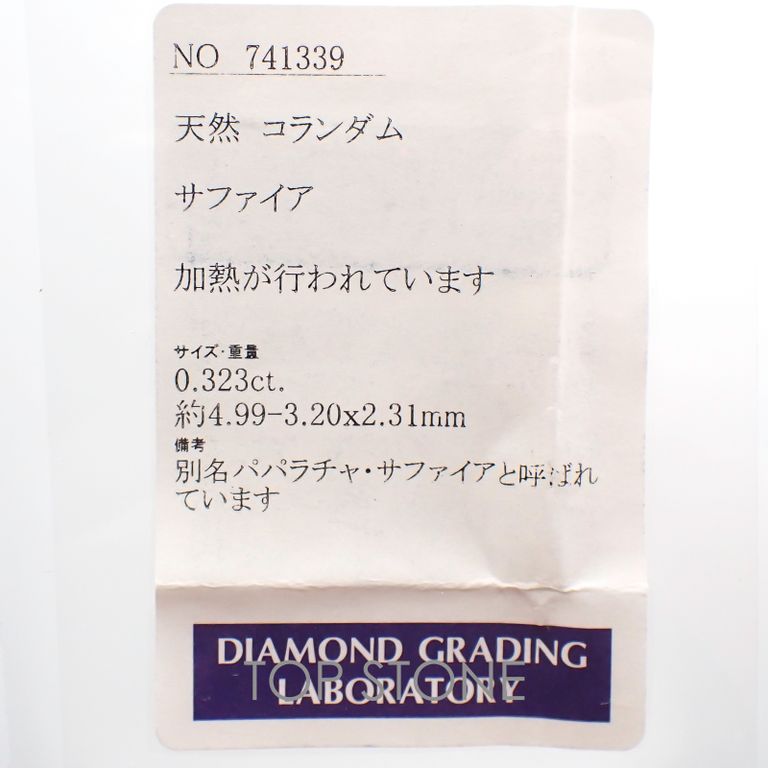 NO 741339
天然 コランダム
サファイア
加熱が行われています
サイズ・重量
0.323ct.
約4.99-3.20x2.31mm
備考
別名パパラチャ・サファイアと呼ばれ
ています
DIAMOND GRADING
LABORATORY
TOP STONE